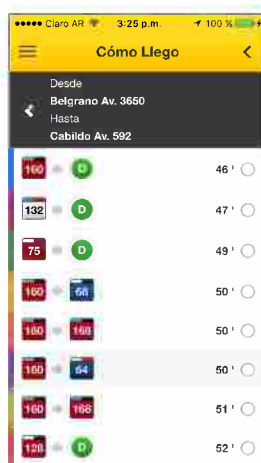 Claro AR 3:25 p.m. 100 %
Cómo Llego
Desde
Belgrano Av. 3650
Hasta
Cabildo Av. 592
160 D 46 '
132 D 47 '
75 D 49 '
160 50 '
160 50 '
160 64 50 '
160 168 51 '
128 D 52 '